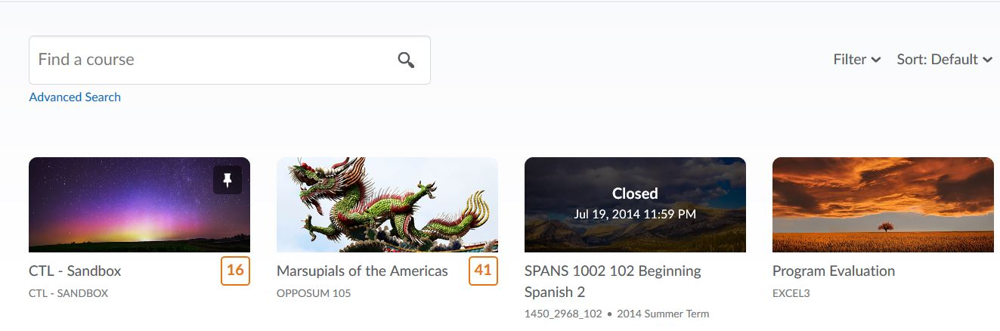 Find a course
Filter
Sort: Default
Advanced Search
Closed
Jul 19, 2014 11:59 PM
CTL - Sandbox
16
CTL - SANDBOX
Marsupials of the Americas
41
OPPOSUM 105
SPANS 1002 102 Beginning
Spanish 2
1450_2968_102 • 2014 Summer Term
Program Evaluation
EXCEL3